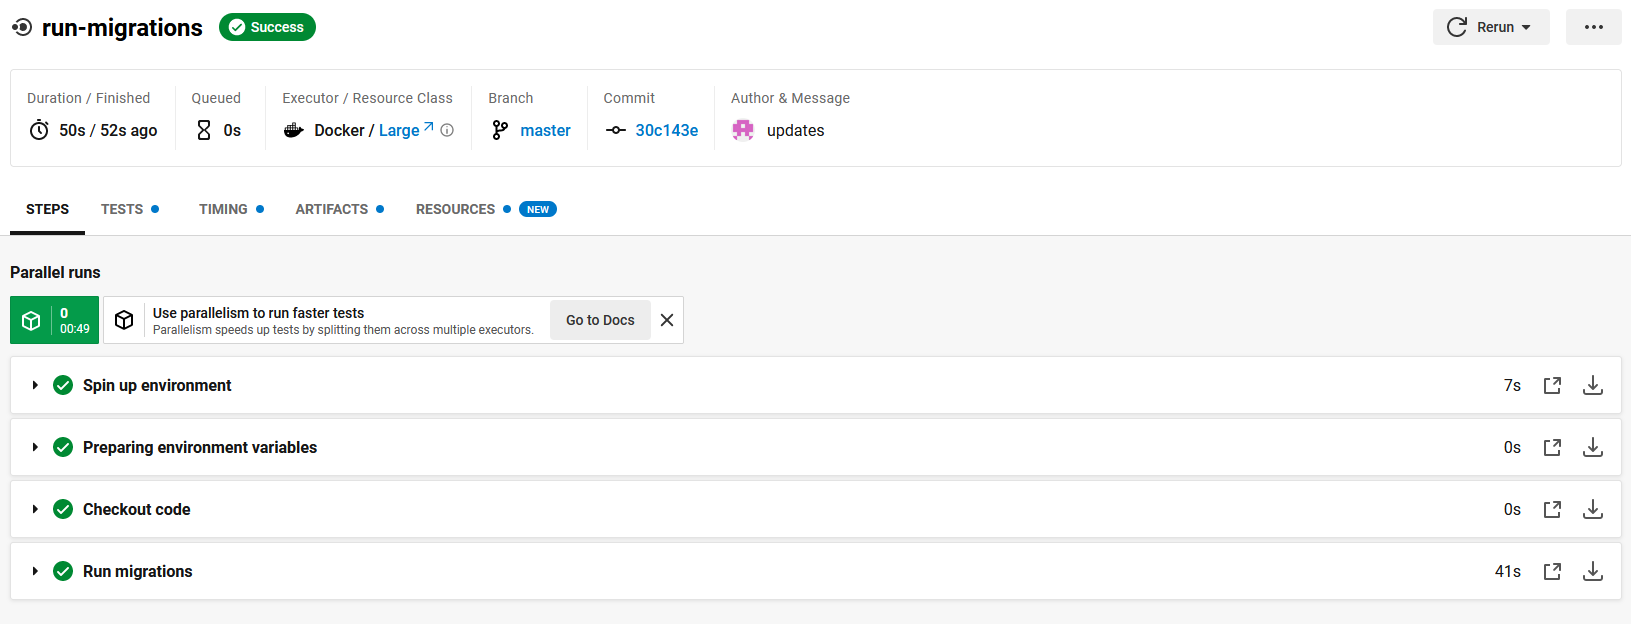 run-migrations Success Rerun
Duration / Finished Queued Executor / Resource Class Branch Commit Author & Message
50s / 52s ago 0s Docker / Large master 30c143e updates
STEPS TESTS TIMING ARTIFACTS RESOURCES NEW
Parallel runs
0
00:49
Use parallelism to run faster tests
Parallelism speeds up tests by splitting them across multiple executors.
Go to Docs
Spin up environment 7s
Preparing environment variables 0s
Checkout code 0s
Run migrations 41s